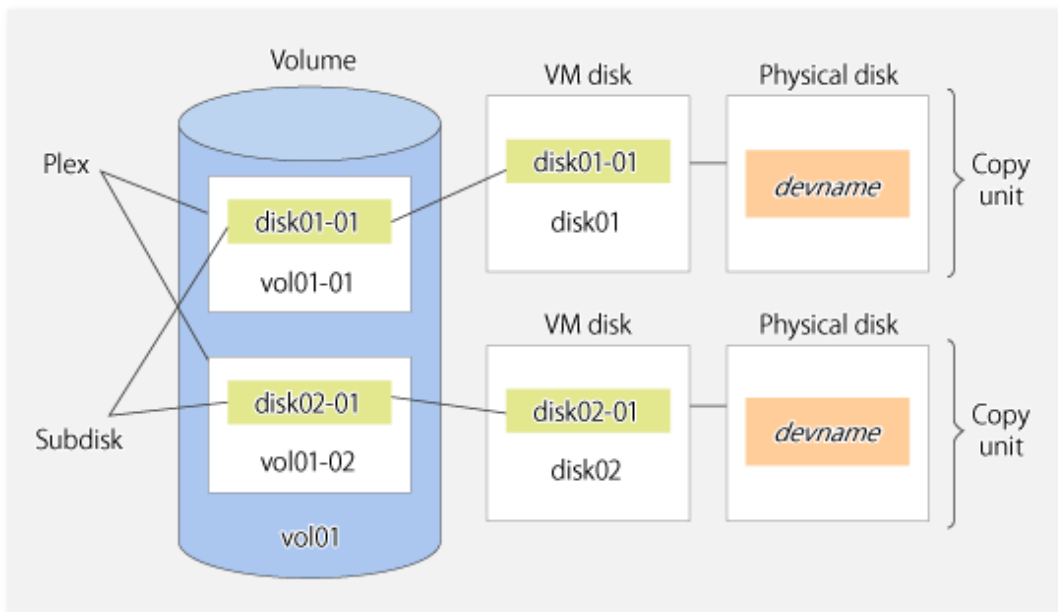 Volume
VM disk
Physical disk
Plex
disk01-01
vol01-01
disk01-01
disk01
devname
Copy
unit
VM disk
Physical disk
Subdisk
disk02-01
vol01-02
vol01
disk02-01
disk02
devname
Copy
unit